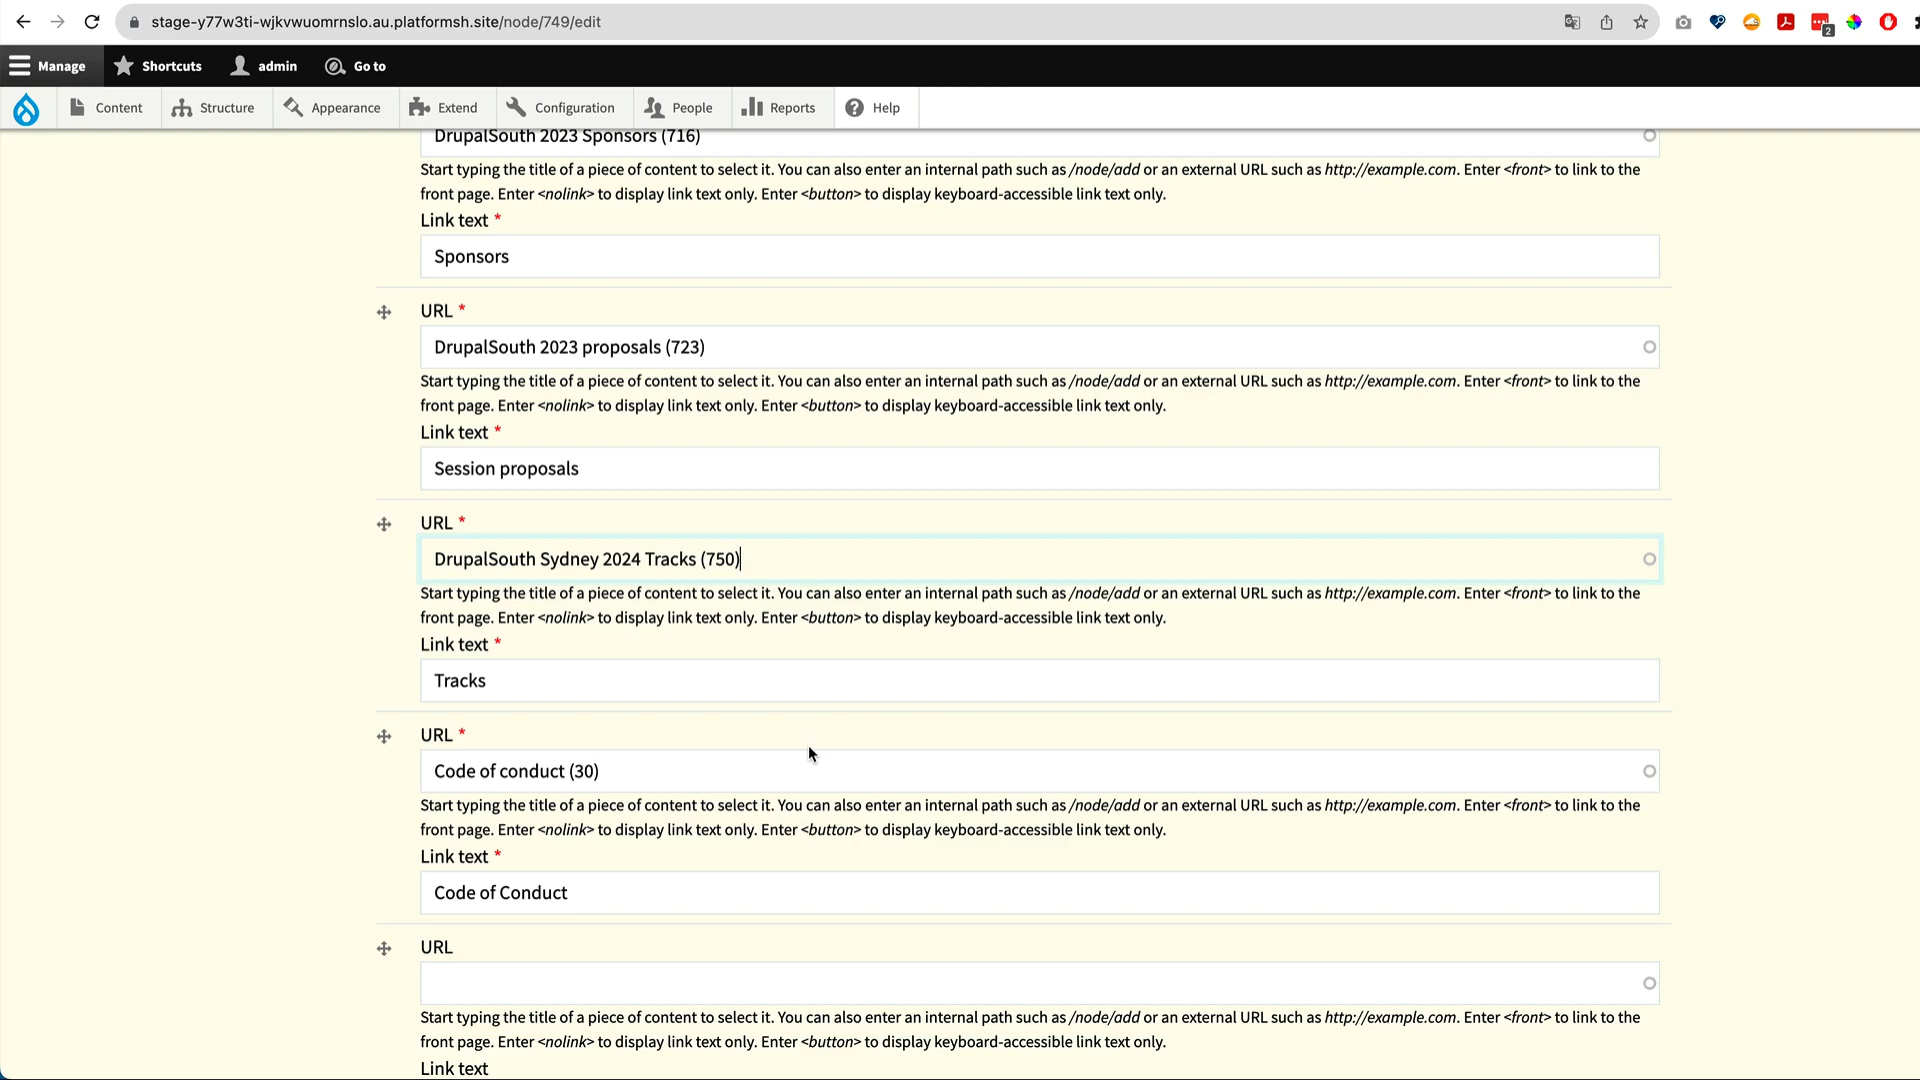 stage-y77w3ti-wjkvwuomrnslo.au.platformsh.site/node/749/edit
2
Manage Shortcuts admin Go to
Content Structure Appearance Extend Configuration People Reports Help
DrupalSouth 2023 Sponsors (716)
Start typing the title of a piece of content to select it. You can also enter an internal path such as /node/add or an external URL such as http://example.com. Enter <front> to link to the
front page. Enter <nolink> to display link text only. Enter <button> to display keyboard-accessible link text only.
Link text *
Sponsors
URL *
DrupalSouth 2023 proposals (723)
Start typing the title of a piece of content to select it. You can also enter an internal path such as /node/add or an external URL such as http://example.com. Enter <front> to link to the
front page. Enter <nolink> to display link text only. Enter <button> to display keyboard-accessible link text only.
Link text *
Session proposals
URL *
DrupalSouth Sydney 2024 Tracks (750)
Start typing the title of a piece of content to select it. You can also enter an internal path such as /node/add or an external URL such as http://example.com. Enter <front> to link to the
front page. Enter <nolink> to display link text only. Enter <button> to display keyboard-accessible link text only.
Link text *
Tracks
URL *
Code of conduct (30)
Start typing the title of a piece of content to select it. You can also enter an internal path such as /node/add or an external URL such as http://example.com. Enter <front> to link to the
front page. Enter <nolink> to display link text only. Enter <button> to display keyboard-accessible link text only.
Link text *
Code of Conduct
URL
Start typing the title of a piece of content to select it. You can also enter an internal path such as /node/add or an external URL such as http://example.com. Enter <front> to link to the
front page. Enter <nolink> to display link text only. Enter <button> to display keyboard-accessible link text only.
Link text